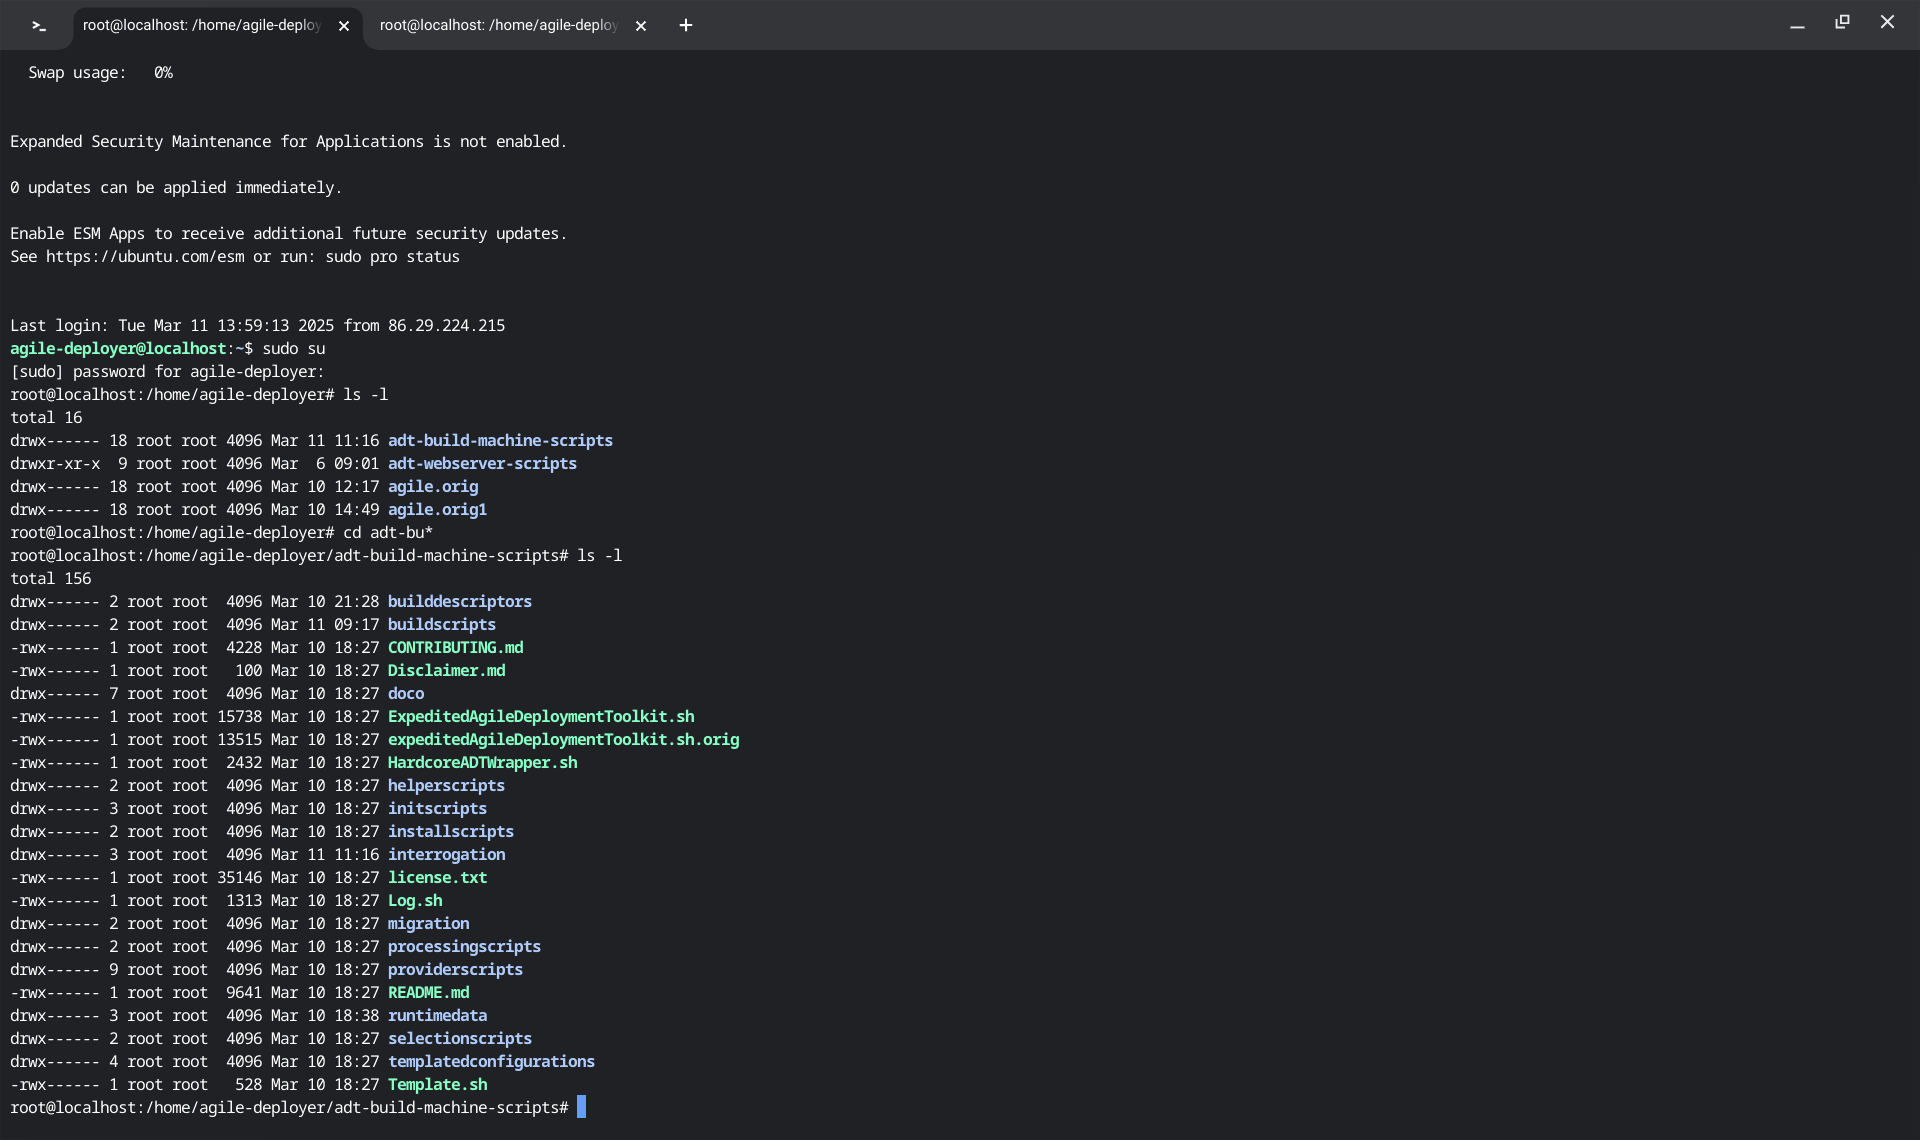 root@localhost: /home/agile-deploy
root@localhost: /home/agile-deploy
Swap usage:   0%
Expanded Security Maintenance for Applications is not enabled.
0 updates can be applied immediately.
Enable ESM Apps to receive additional future security updates.
See https://ubuntu.com/esm or run: sudo pro status
Last login: Tue Mar 11 13:59:13 2025 from 86.29.224.215
agile-deployer@localhost:~$ sudo su
[sudo] password for agile-deployer:
root@localhost:/home/agile-deployer# ls -l
total 16
drwx------ 18 root root 4096 Mar 11 11:16 adt-build-machine-scripts
drwxr-xr-x  9 root root 4096 Mar  6 09:01 adt-webserver-scripts
drwx------ 18 root root 4096 Mar 10 12:17 agile.orig
drwx------ 18 root root 4096 Mar 10 14:49 agile.orig1
root@localhost:/home/agile-deployer# cd adt-bu*
root@localhost:/home/agile-deployer/adt-build-machine-scripts# ls -l
total 156
drwx------ 2 root root  4096 Mar 10 21:28 builddescriptors
drwx------ 2 root root  4096 Mar 11 09:17 buildscripts
-rwx------ 1 root root  4228 Mar 10 18:27 CONTRIBUTING.md
-rwx------ 1 root root   100 Mar 10 18:27 Disclaimer.md
drwx------ 7 root root  4096 Mar 10 18:27 doco
-rwx------ 1 root root 15738 Mar 10 18:27 ExpeditedAgileDeploymentToolkit.sh
-rwx------ 1 root root 13515 Mar 10 18:27 expeditedAgileDeploymentToolkit.sh.orig
-rwx------ 1 root root  2432 Mar 10 18:27 HardcoreADTWrapper.sh
drwx------ 2 root root  4096 Mar 10 18:27 helperscripts
drwx------ 3 root root  4096 Mar 10 18:27 initscripts
drwx------ 2 root root  4096 Mar 10 18:27 installscripts
drwx------ 3 root root  4096 Mar 11 11:16 interrogation
-rwx------ 1 root root 35146 Mar 10 18:27 license.txt
-rwx------ 1 root root  1313 Mar 10 18:27 Log.sh
drwx------ 2 root root  4096 Mar 10 18:27 migration
drwx------ 2 root root  4096 Mar 10 18:27 processingscripts
drwx------ 9 root root  4096 Mar 10 18:27 providerscripts
-rwx------ 1 root root  9641 Mar 10 18:27 README.md
drwx------ 3 root root  4096 Mar 10 18:38 runtimedata
drwx------ 2 root root  4096 Mar 10 18:27 selectionscripts
drwx------ 4 root root  4096 Mar 10 18:27 templatedconfigurations
-rwx------ 1 root root   528 Mar 10 18:27 Template.sh
root@localhost:/home/agile-deployer/adt-build-machine-scripts#